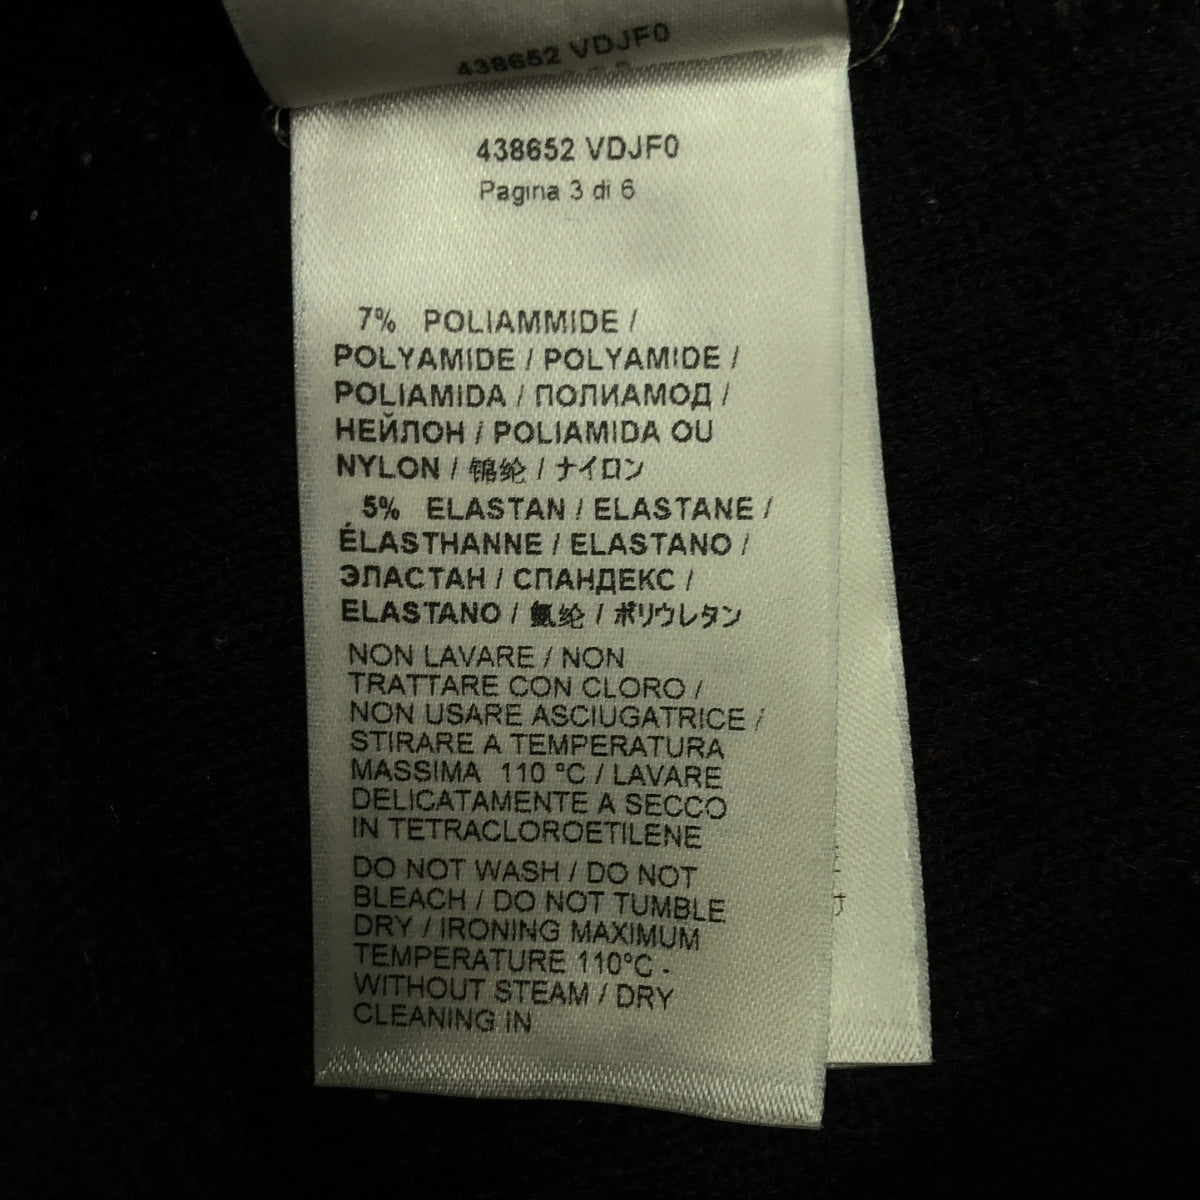 438652 VDJF0
438652 VDJF0
Pagina 3 di 6
7% POLIAMMIDE /
POLYAMIDE / POLYAMIDE /
POLIAMIDA / ПОЛИАМОД /
НЕЙЛОН / POLIAMIDA OU
NYLON / 锦纶 / ナイロン
5% ELASTAN / ELASTANE /
ÉLASTHANNE / ELASTANO /
ЭЛАСТАН / СПАНДЕКС /
ELASTANO / 氨纶 / ポリウレタン
NON LAVARE / NON
TRATTARE CON CLORO /
NON USARE ASCIUGATRICE /
STIRARE A TEMPERATURA
MASSIMA 110 °C / LAVARE
DELICATAMENTE A SECCO
IN TETRACLOROETILENE
DO NOT WASH / DO NOT
BLEACH / DO NOT TUMBLE
DRY / IRONING MAXIMUM
TEMPERATURE 110°C -
WITHOUT STEAM / DRY
CLEANING IN